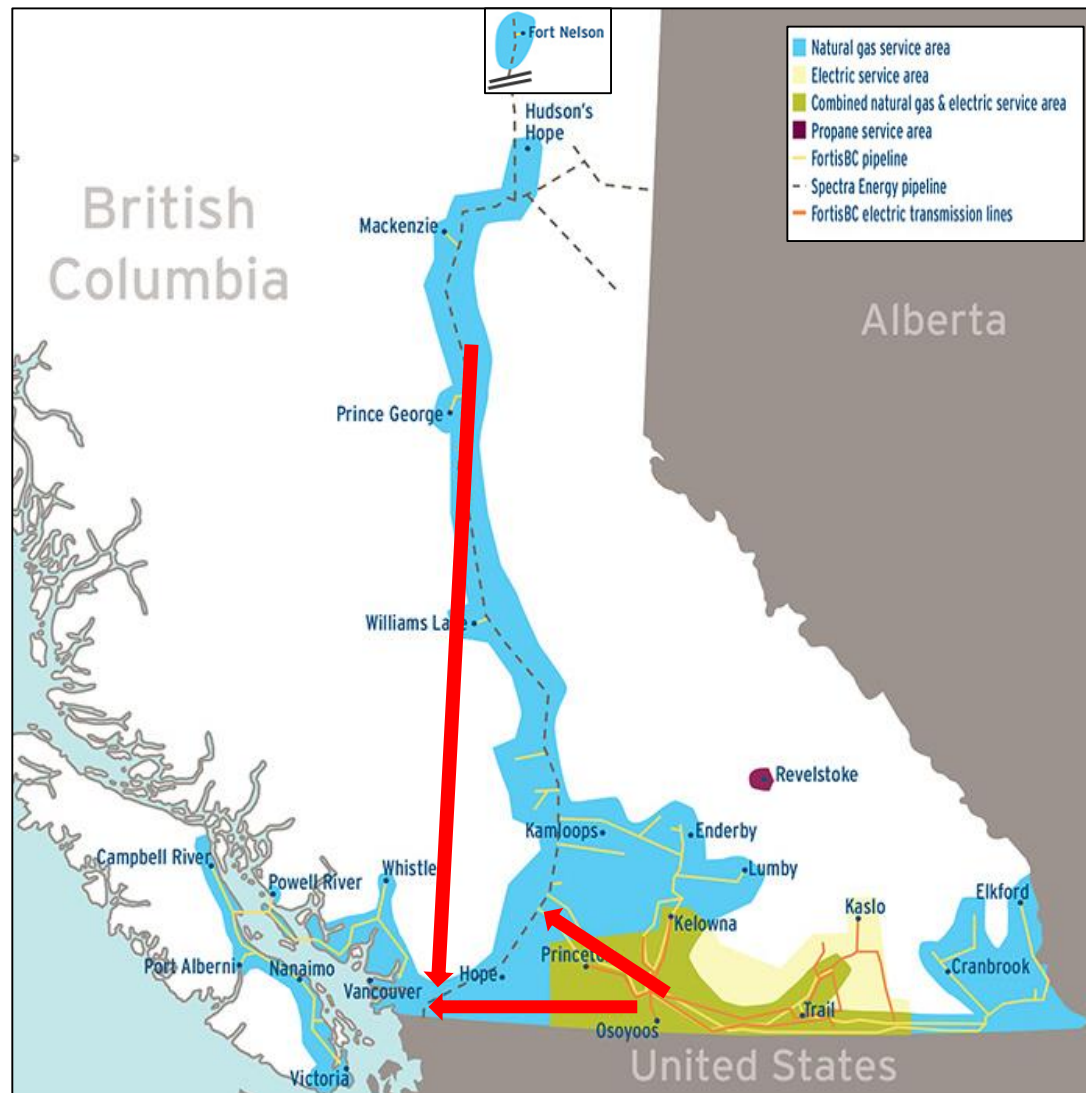 Fort Nelson
Natural gas service area
Electric service area
Combined natural gas & electric service area
Propane service area
FortisBC pipeline
Spectra Energy pipeline
FortisBC electric transmission lines
Hudson's
Hope
British
Columbia
Mackenzie
Alberta
Prince George
Williams La
Revelstoke
Kamloops
Enderby
Campbell River
Whistle
Lumby
Powell River
Elkford
Kelowna
Kaslo
Port Alberni
Princeto
Nanaimo
Hope
Cranbrook
Vancouver
Trail
Osoyoos
United States
Victoria